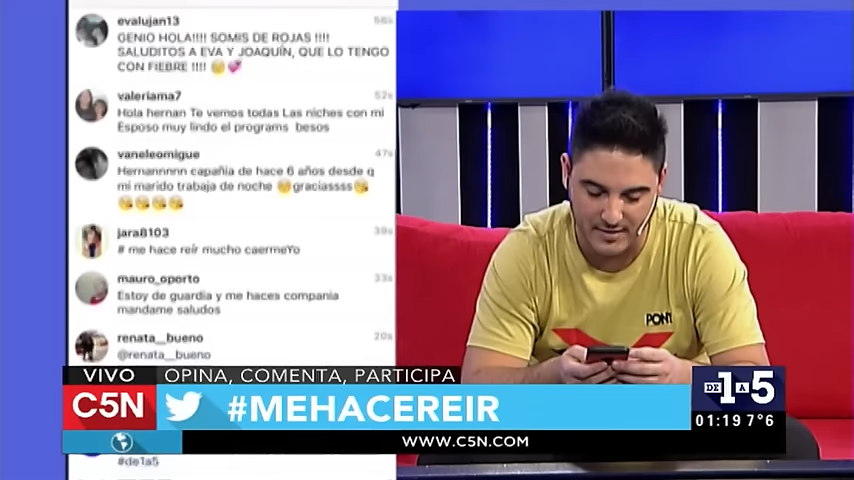 evalujan13 56s
GENIO HOLA!!!! SOMIS DE ROJAS !!!!
SALUDITOS A EVA Y JOAQUÍN, QUE LO TENGO
CON FIEBRE !!!!
valeriama7 52s
Hola hernan Te vemos todas Las niches con mi
Esposo muy lindo el programs besos
vaneleomigue 47s
Hernannnnn capañia de hace 6 años desde q
mi marido trabaja de noche graciassss
jara8103 39s
# me hace reír mucho caermeYo
mauro_oporto 33s
Estoy de guardia y me haces compania
mandame saludos
renata__bueno 20s
@renata__bueno
PONY
VIVO OPINA, COMENTA, PARTICIPA
C5N #MEHACEREIR
DE 1 A 5
01:19 7°6
WWW.C5N.COM
#de1a5